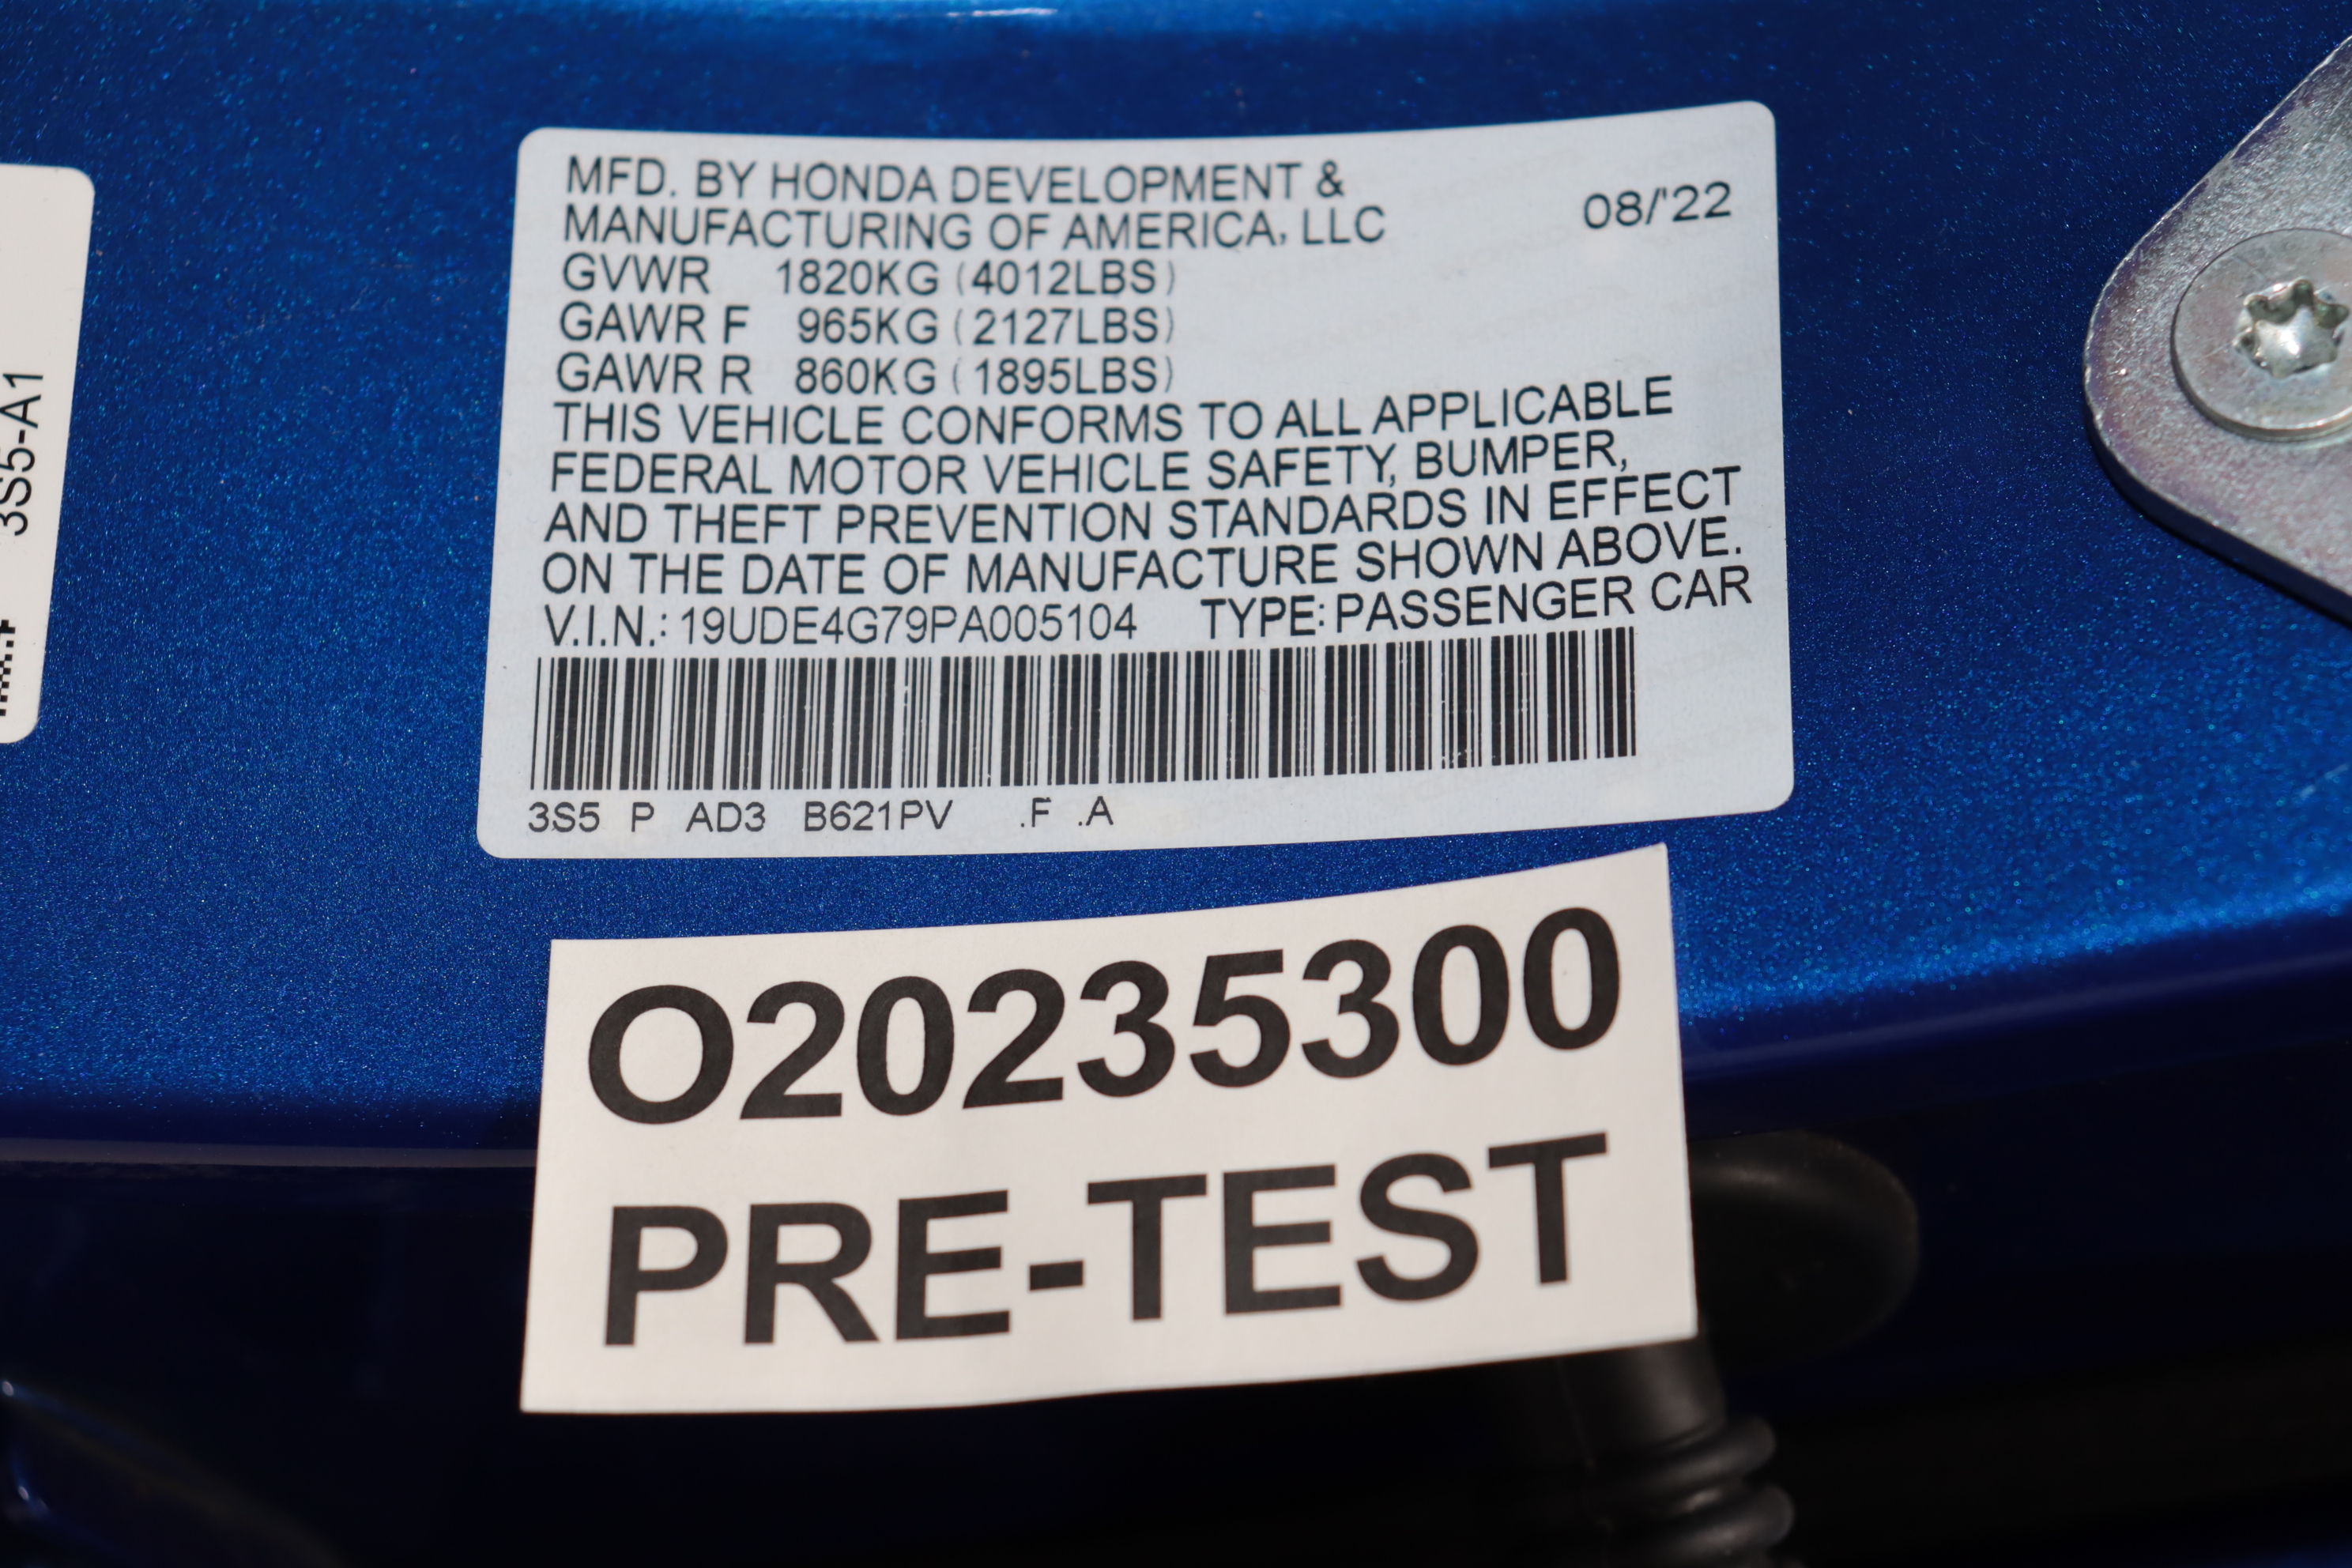 3S5-A1
MFD. BY HONDA DEVELOPMENT &
MANUFACTURING OF AMERICA, LLC
08/'22
GVWR 1820KG (4012LBS)
GAWR F 965KG (2127LBS)
GAWR R 860KG (1895LBS)
THIS VEHICLE CONFORMS TO ALL APPLICABLE
FEDERAL MOTOR VEHICLE SAFETY, BUMPER,
AND THEFT PREVENTION STANDARDS IN EFFECT
ON THE DATE OF MANUFACTURE SHOWN ABOVE.
V.I.N.: 19UDE4G79PA005104 TYPE: PASSENGER CAR
3S5 P AD3 B621PV .F .A
O20235300
PRE-TEST